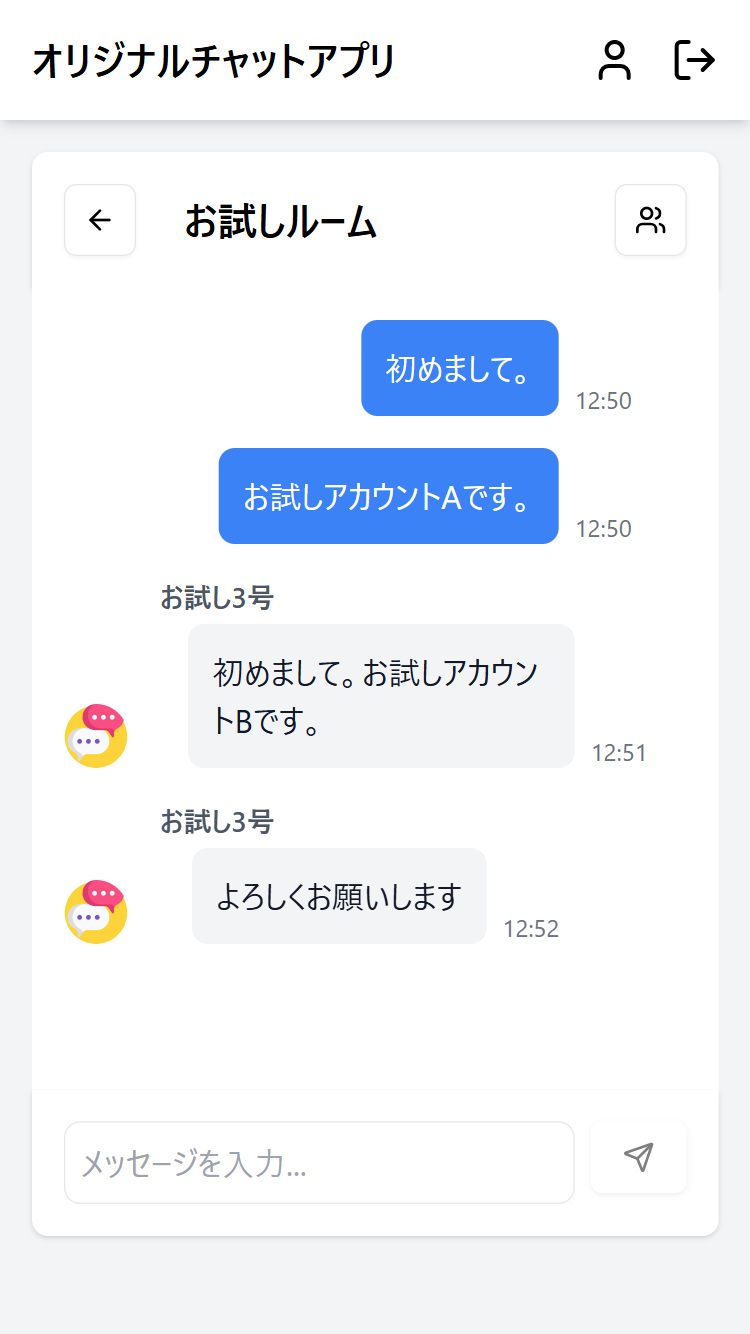 オリジナルチャットアプリ
お試しルーム
初めまして。
12:50
お試しアカウントAです。
12:50
お試し3号
初めまして。お試しアカウン
トBです。
12:51
お試し3号
よろしくお願いします
12:52
メッセージを入力...